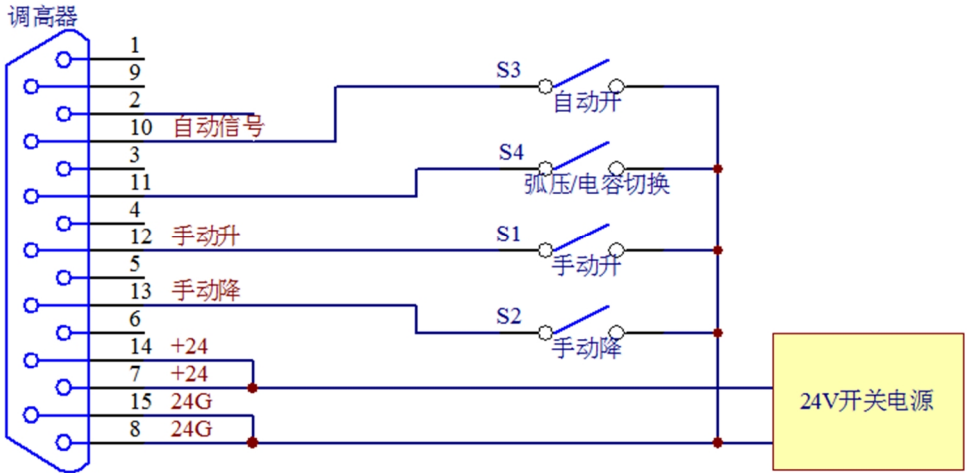 调高器
1
9
S3
自动开
2
10 自动信号
3
S4
弧压/电容切换
11
4
12 手动升
S1
手动升
5
13 手动降
6
S2
手动降
14 +24
7 +24
15 24G
8 24G
24V开关电源